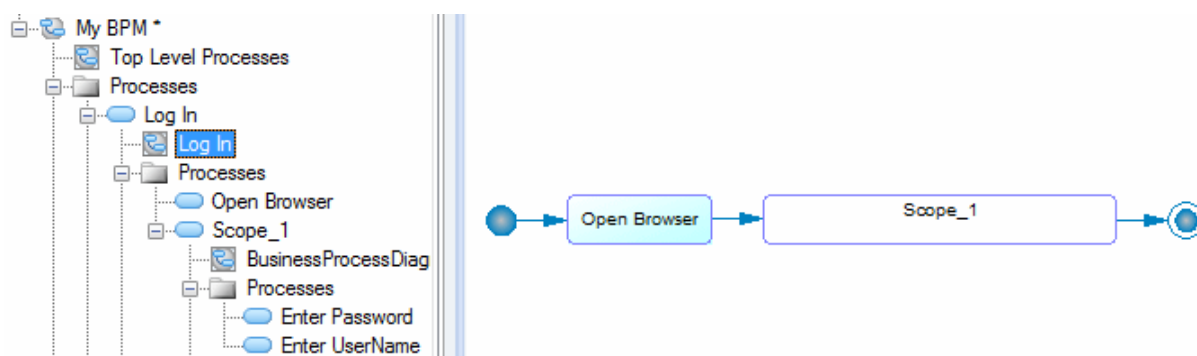 My BPM *
Top Level Processes
Processes
Log In
Log In
Processes
Open Browser
Scope_1
BusinessProcessDiag
Processes
Enter Password
Enter UserName
Open Browser
Scope_1